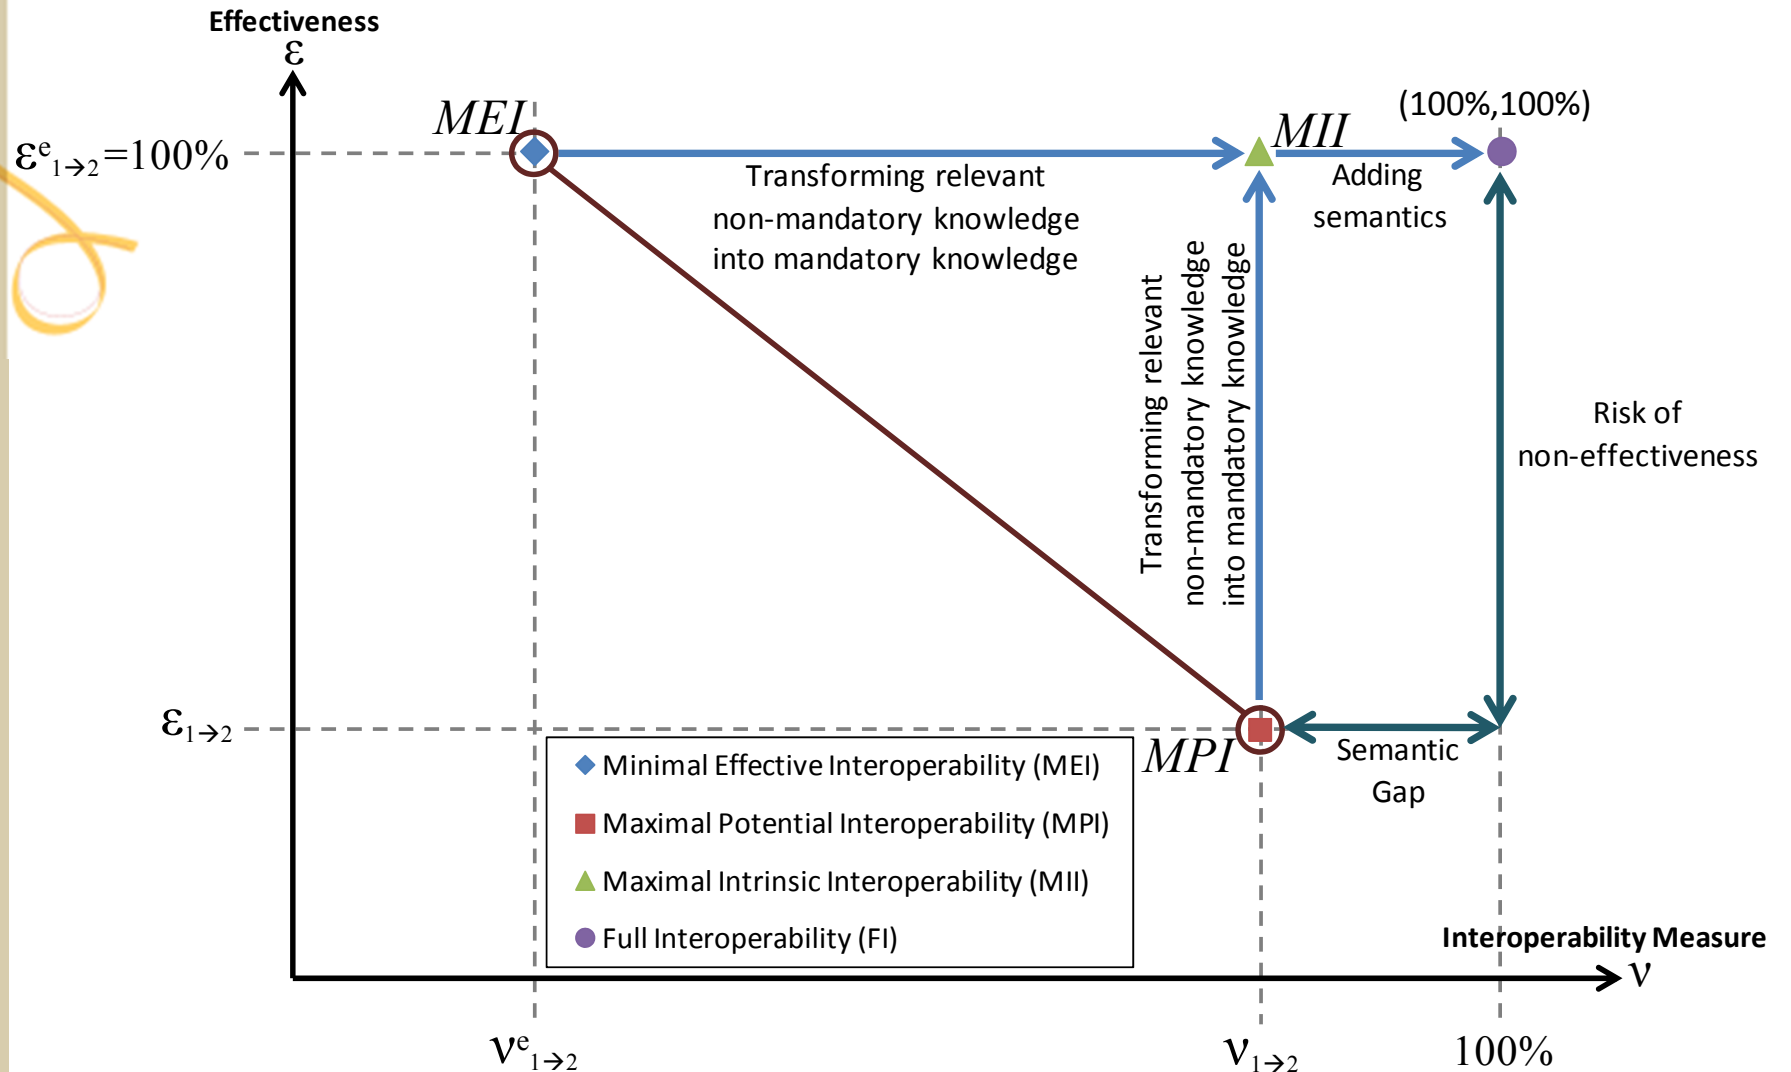 Effectiveness
ε
MEI
MII
(100%,100%)
εᵉ₁→₂=100%
Transforming relevant
non-mandatory knowledge
into mandatory knowledge
Adding
semantics
Transforming relevant
non-mandatory knowledge
into mandatory knowledge
Risk of
non-effectiveness
ε₁→₂
MPI
Semantic
Gap
Minimal Effective Interoperability (MEI)
Maximal Potential Interoperability (MPI)
Maximal Intrinsic Interoperability (MII)
Full Interoperability (FI)
Interoperability Measure
ν
νᵉ₁→₂
ν₁→₂
100%